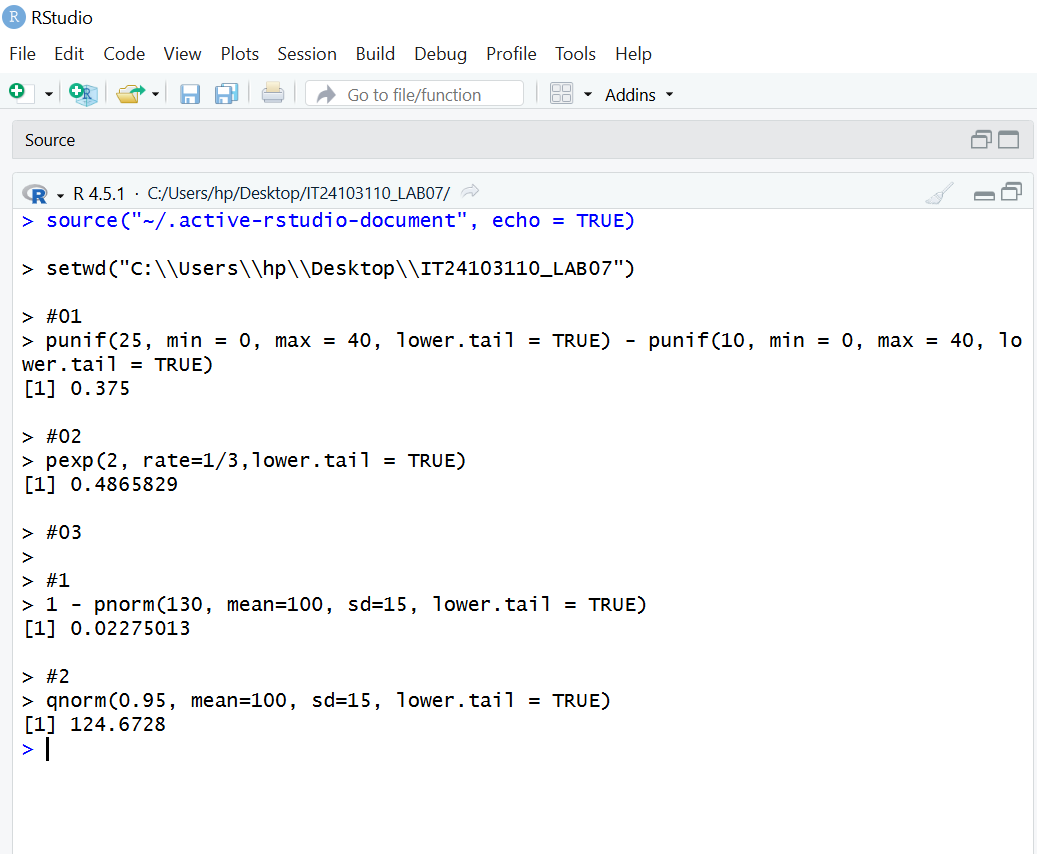 R RStudio
File Edit Code View Plots Session Build Debug Profile Tools Help
R Go to file/function Addins
Source
R R 4.5.1 · C:/Users/hp/Desktop/IT24103110_LAB07/
> source("~/.active-rstudio-document", echo = TRUE)
> setwd("C:\\Users\\hp\\Desktop\\IT24103110_LAB07")
> #01
> punif(25, min = 0, max = 40, lower.tail = TRUE) - punif(10, min = 0, max = 40, lo
wer.tail = TRUE)
[1] 0.375
> #02
> pexp(2, rate=1/3,lower.tail = TRUE)
[1] 0.4865829
> #03
>
> #1
> 1 - pnorm(130, mean=100, sd=15, lower.tail = TRUE)
[1] 0.02275013
> #2
> qnorm(0.95, mean=100, sd=15, lower.tail = TRUE)
[1] 124.6728
>